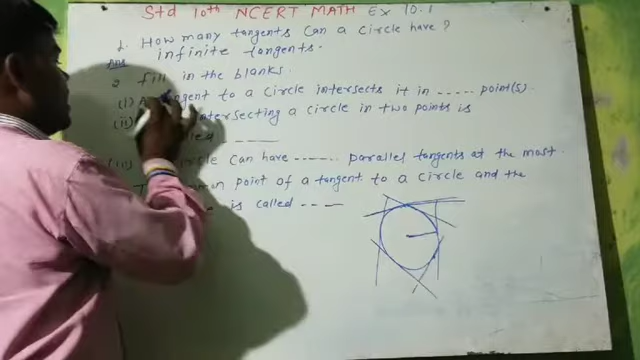 Std 10th NCERT MATH Ex 10.1
1. How many tangents can a circle have?
Ans infinite tangents.
2 fill in the blanks.
(i) A tangent to a circle intersects it in ----- point(s).
(ii) intersecting a circle in two points is
(iii) circle can have ------ parallel tangents at the most.
point of a tangent to a circle and the
is called ---